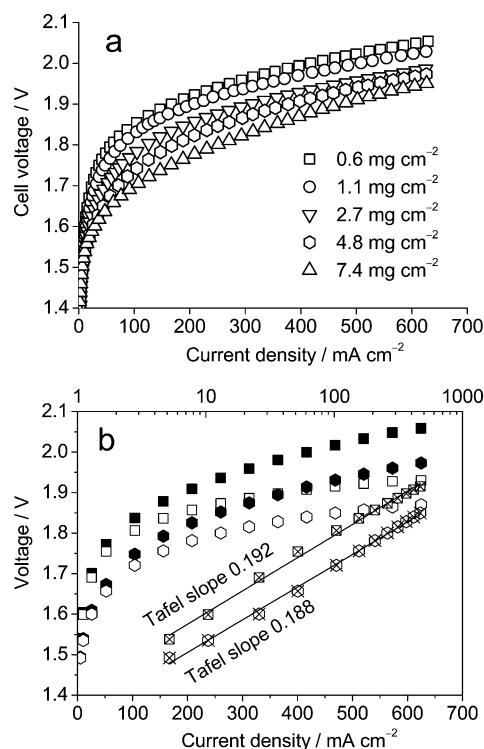 a
2.1
2.0
1.9
1.8
1.7
1.6
1.5
1.4
Cell voltage / V
0.6 mg cm⁻²
1.1 mg cm⁻²
2.7 mg cm⁻²
4.8 mg cm⁻²
7.4 mg cm⁻²
0 100 200 300 400 500 600 700
Current density / mA cm⁻²
1 10 100 1000
b
2.1
2.0
1.9
1.8
1.7
1.6
1.5
1.4
Voltage / V
Tafel slope 0.192
Tafel slope 0.188
0 100 200 300 400 500 600 700
Current density / mA cm⁻²